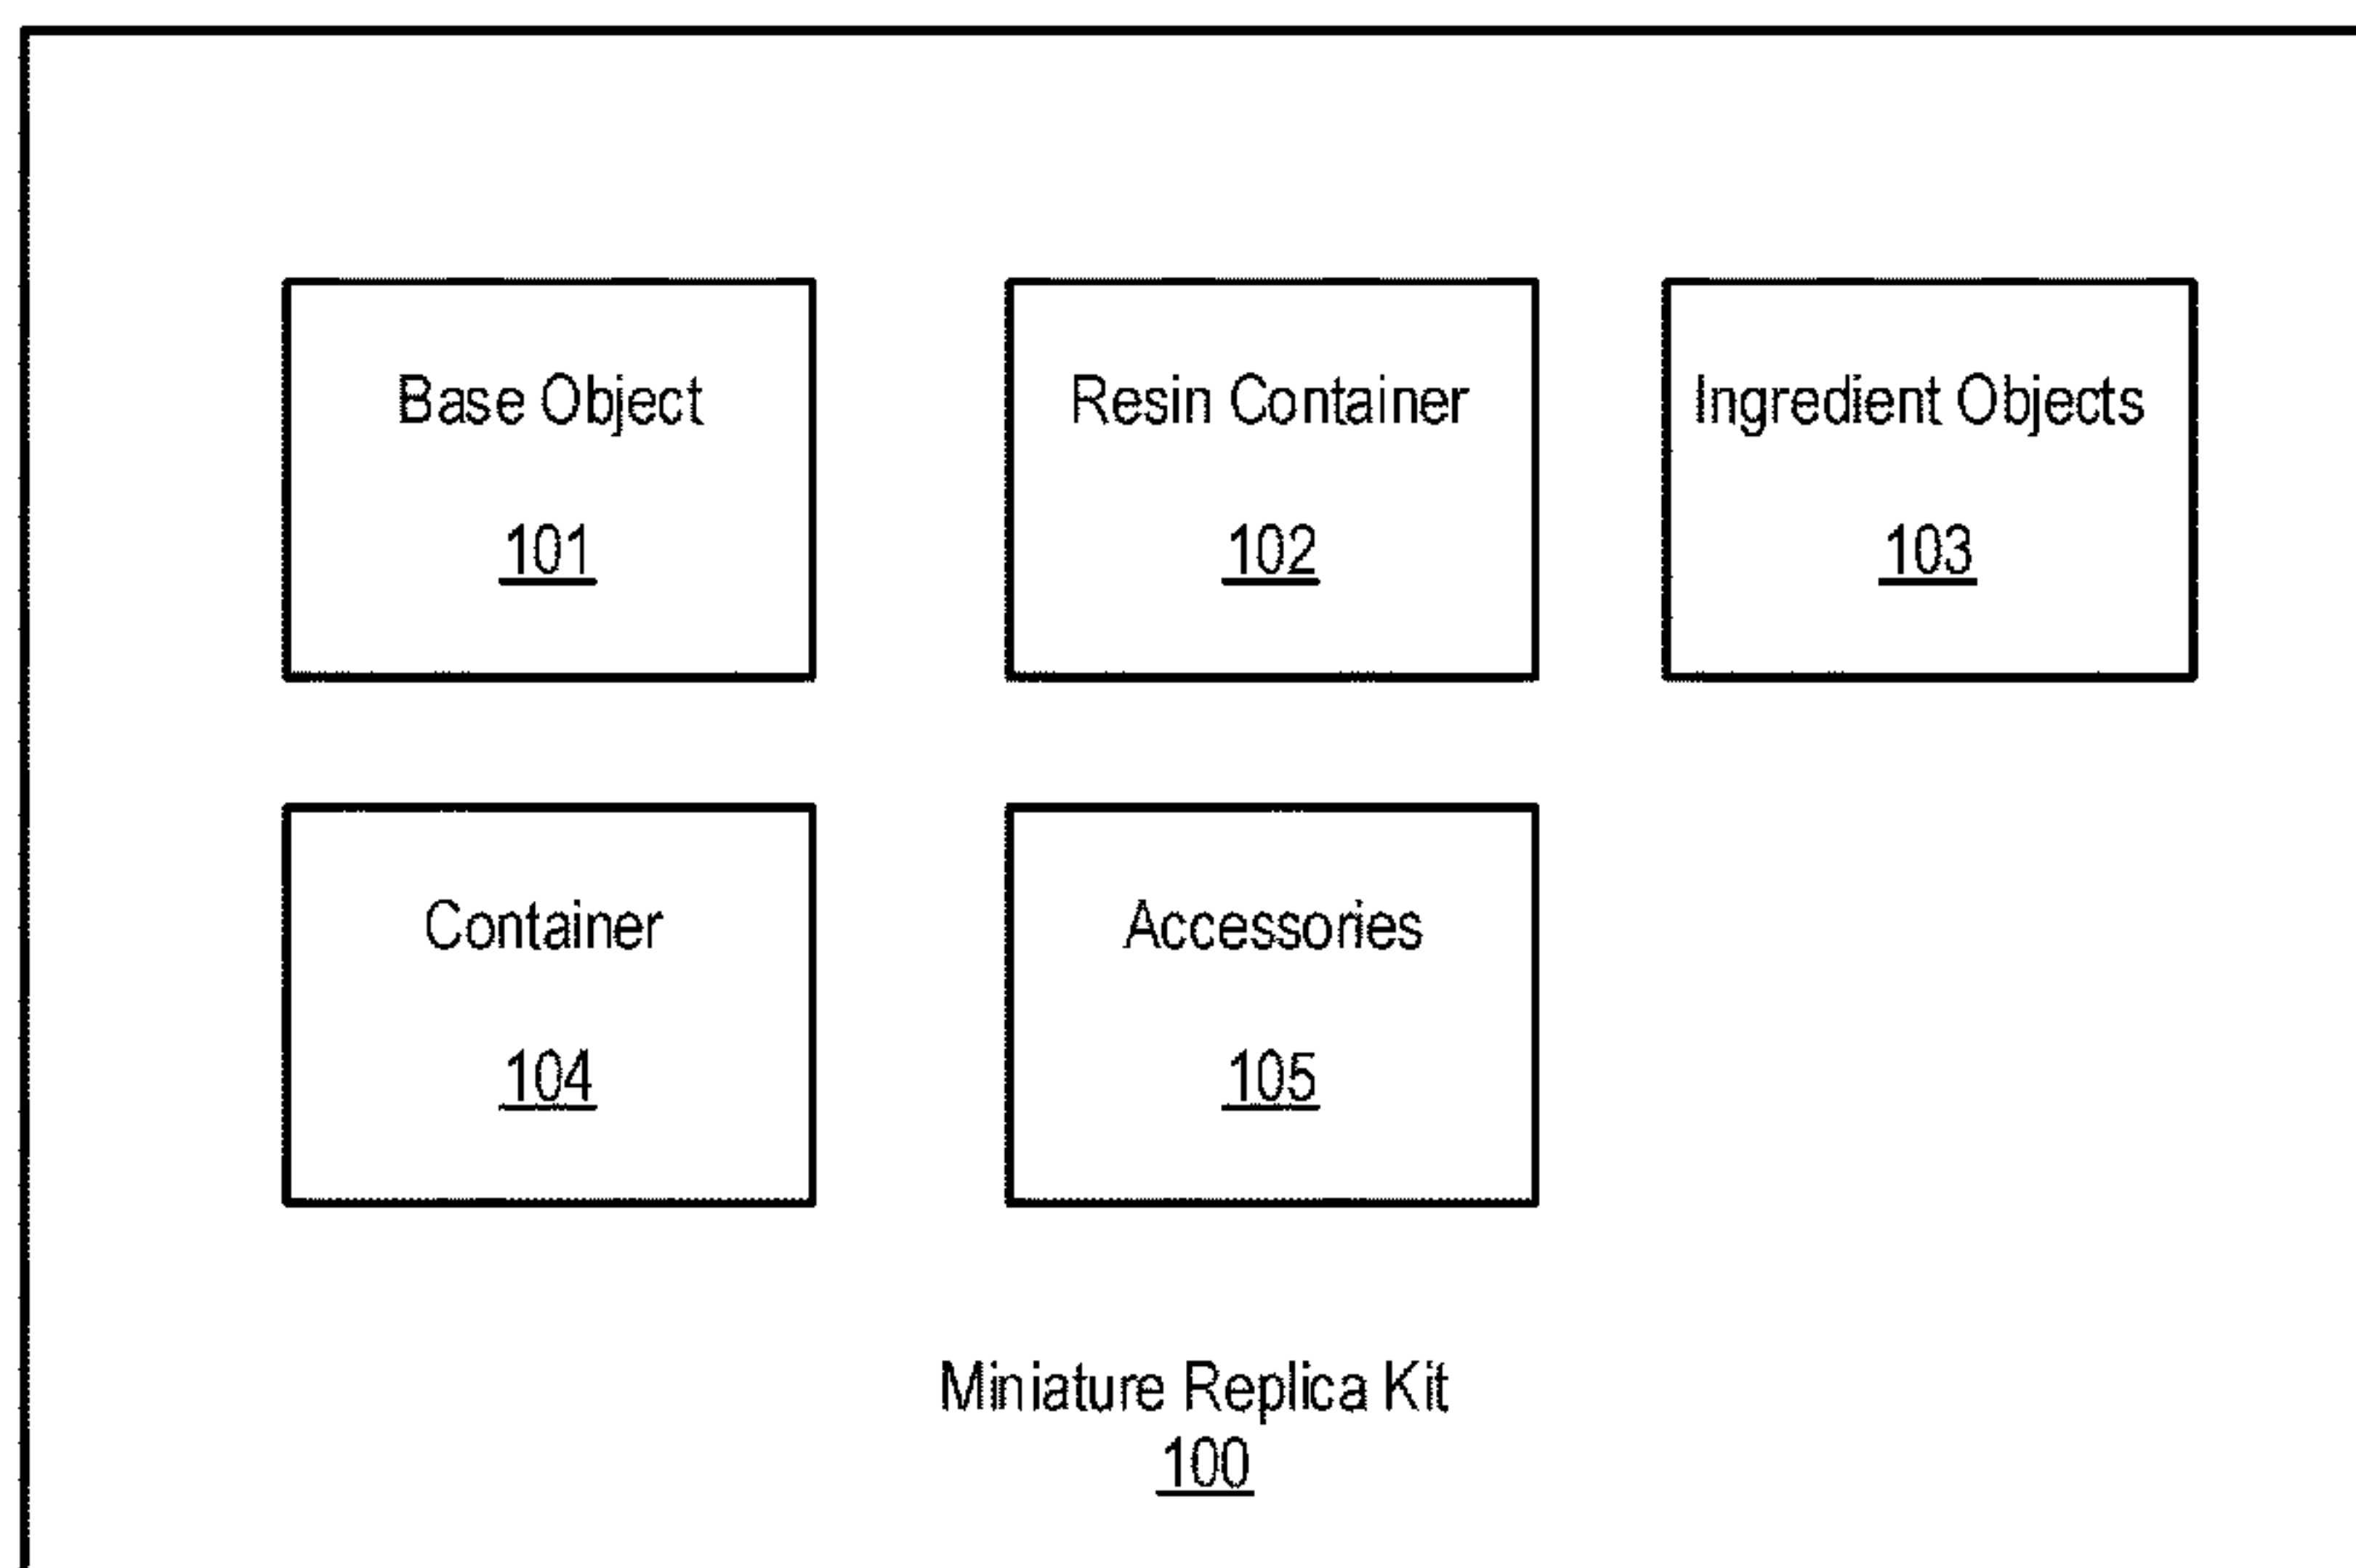 Base Object
101
Resin Container
102
Ingredient Objects
103
Container
104
Accessories
105
Miniature Replica Kit
100